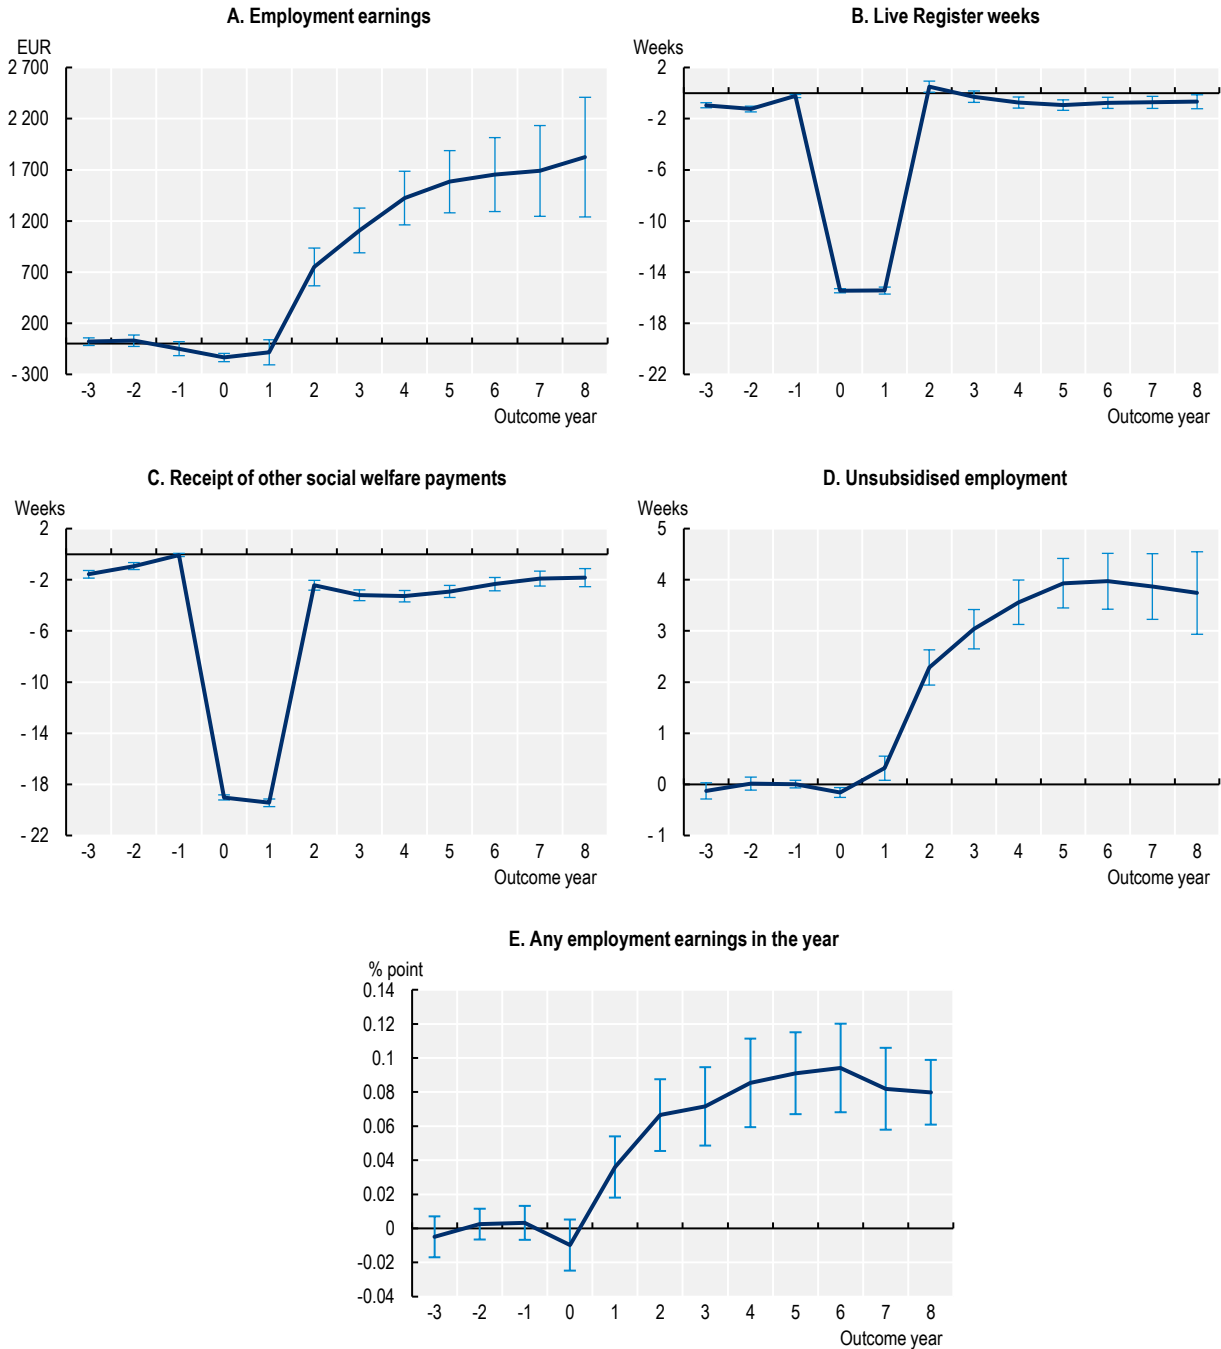 A. Employment earnings
EUR
2 700
2 200
1 700
1 200
700
200
- 300
-3 -2 -1 0 1 2 3 4 5 6 7 8
Outcome year
B. Live Register weeks
Weeks
2
- 2
- 6
- 10
- 14
- 18
- 22
-3 -2 -1 0 1 2 3 4 5 6 7 8
Outcome year
C. Receipt of other social welfare payments
Weeks
2
- 2
- 6
- 10
- 14
- 18
- 22
-3 -2 -1 0 1 2 3 4 5 6 7 8
Outcome year
D. Unsubsidised employment
Weeks
5
4
3
2
1
0
- 1
-3 -2 -1 0 1 2 3 4 5 6 7 8
Outcome year
E. Any employment earnings in the year
% point
0.14
0.12
0.1
0.08
0.06
0.04
0.02
0
-0.02
-0.04
-3 -2 -1 0 1 2 3 4 5 6 7 8
Outcome year